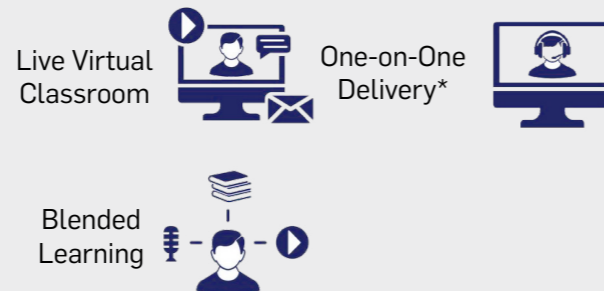 Live Virtual
Classroom
One-on-One
Delivery*
Blended
Learning